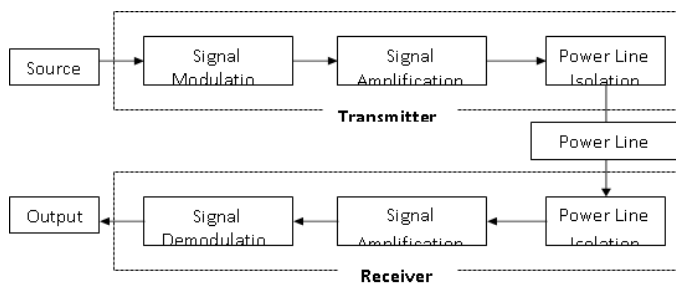 Source
Signal
Modulatio
Signal
Amplification
Power Line
Isolation
Transmitter
Power Line
Output
Signal
Demodulatio
Signal
Amplification
Power Line
Isolation
Receiver